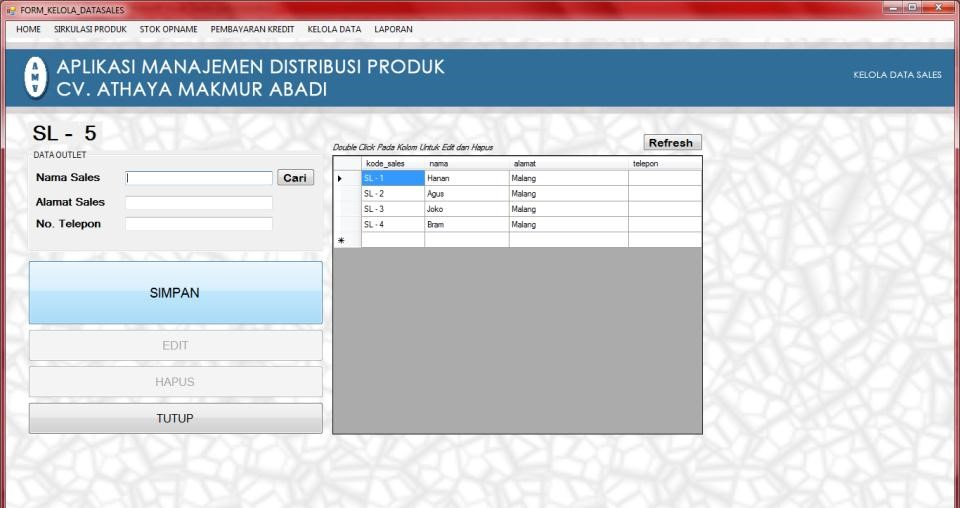 FORM_KELOLA_DATASALES
HOME SIRKULASI PRODUK STOK OPNAME PEMBAYARAN KREDIT KELOLA DATA LAPORAN
AMV
APLIKASI MANAJEMEN DISTRIBUSI PRODUK
CV. ATHAYA MAKMUR ABADI
KELOLA DATA SALES
SL - 5
DATA OUTLET
Nama Sales Cari
Alamat Sales
No. Telepon
SIMPAN
EDIT
HAPUS
TUTUP
Double Click Pada Kolom Untuk Edit dan Hapus
Refresh
kode_sales nama alamat telepon
SL - 1 Hanan Malang
SL - 2 Agus Malang
SL - 3 Joko Malang
SL - 4 Bram Malang